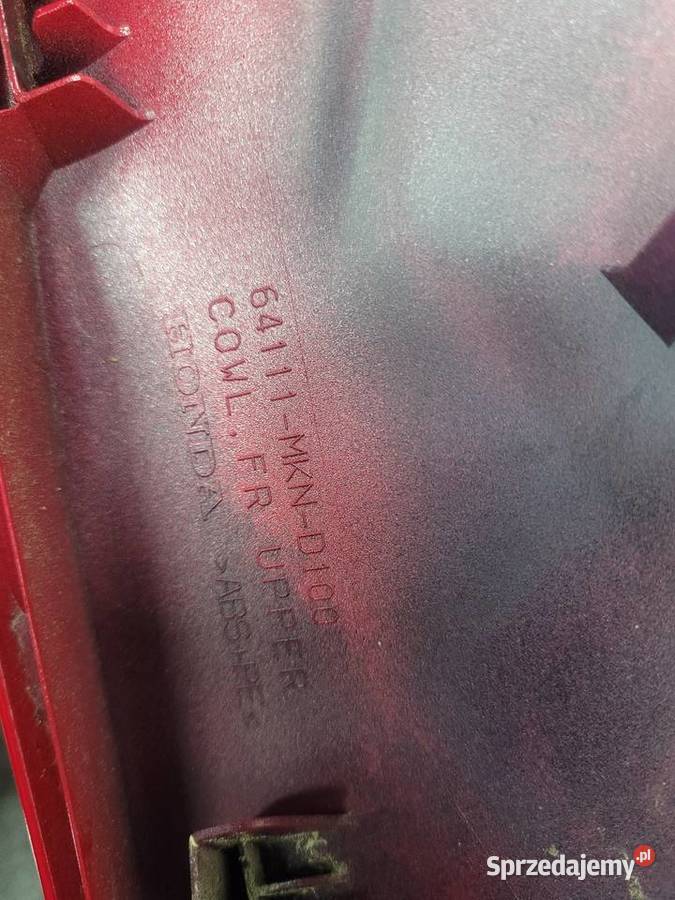 64111-MKN-D100
COWL.FR UPPER
HONDA >ABS+PE<
Sprzedajemy.pl